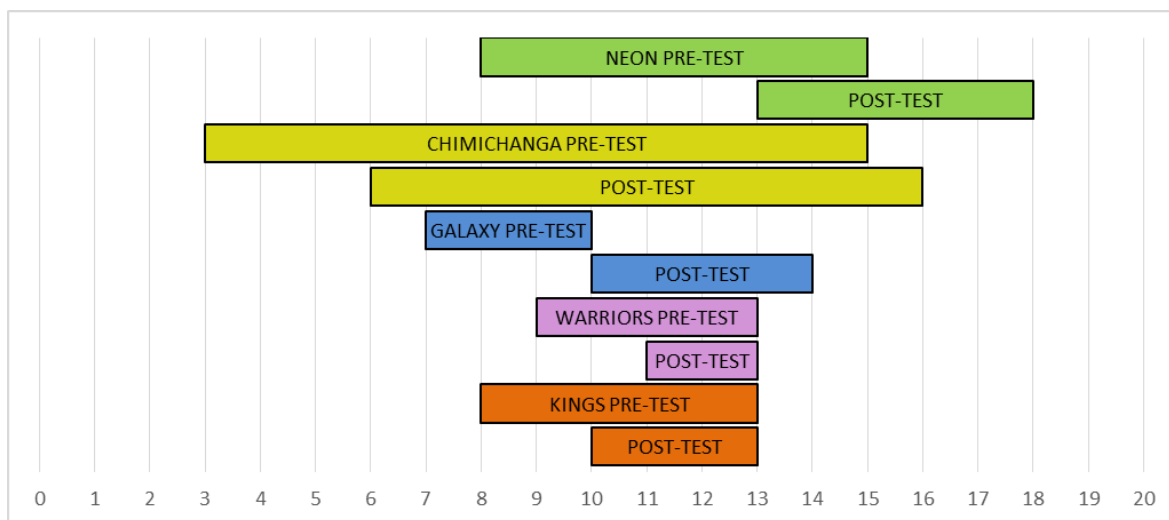 NEON PRE-TEST
POST-TEST
CHIMICHANGA PRE-TEST
POST-TEST
GALAXY PRE-TEST
POST-TEST
WARRIORS PRE-TEST
POST-TEST
KINGS PRE-TEST
POST-TEST
0 1 2 3 4 5 6 7 8 9 10 11 12 13 14 15 16 17 18 19 20